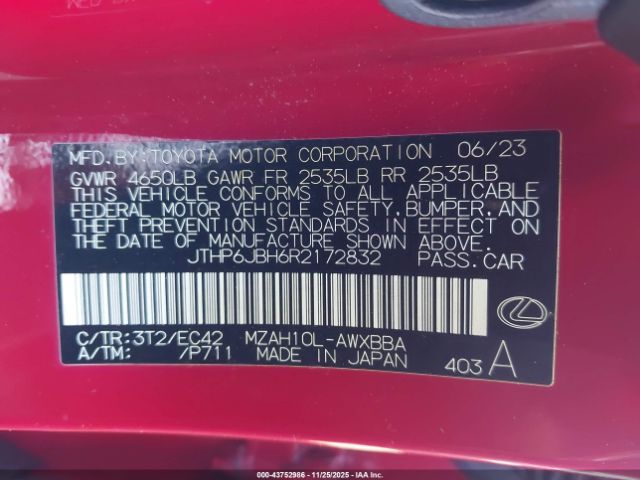 MFD. BY: TOYOTA MOTOR CORPORATION 06/23
GVWR 4650LB GAWR FR 2535LB RR 2535LB
THIS VEHICLE CONFORMS TO ALL APPLICABLE
FEDERAL MOTOR VEHICLE SAFETY, BUMPER, AND
THEFT PREVENTION STANDARDS IN EFFECT ON
THE DATE OF MANUFACTURE SHOWN ABOVE.
JTHP6JBH6R2172832 PASS.CAR
C/TR:3T2/EC42 MZAH10L-AWXBBA
A/TM: /P711 MADE IN JAPAN 403 A
000-43752986 - 11/25/2025 - IAA, Inc.